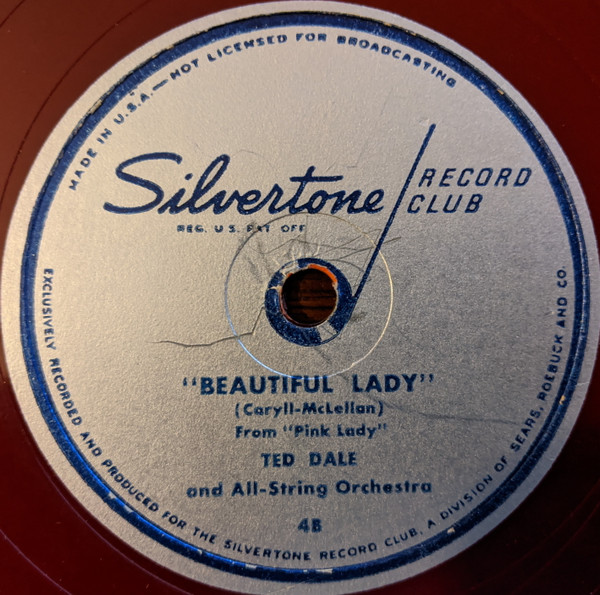 MADE IN U.S.A.—NOT LICENSED FOR BROADCASTING
Silvertone
RECORD
CLUB
REG. U.S. PAT OFF
"BEAUTIFUL LADY"
(Caryll-McLellan)
From "Pink Lady"
TED DALE
and All-String Orchestra
4B
EXCLUSIVELY RECORDED AND PRODUCED FOR THE SILVERTONE RECORD CLUB, A DIVISION OF SEARS, ROEBUCK AND CO.